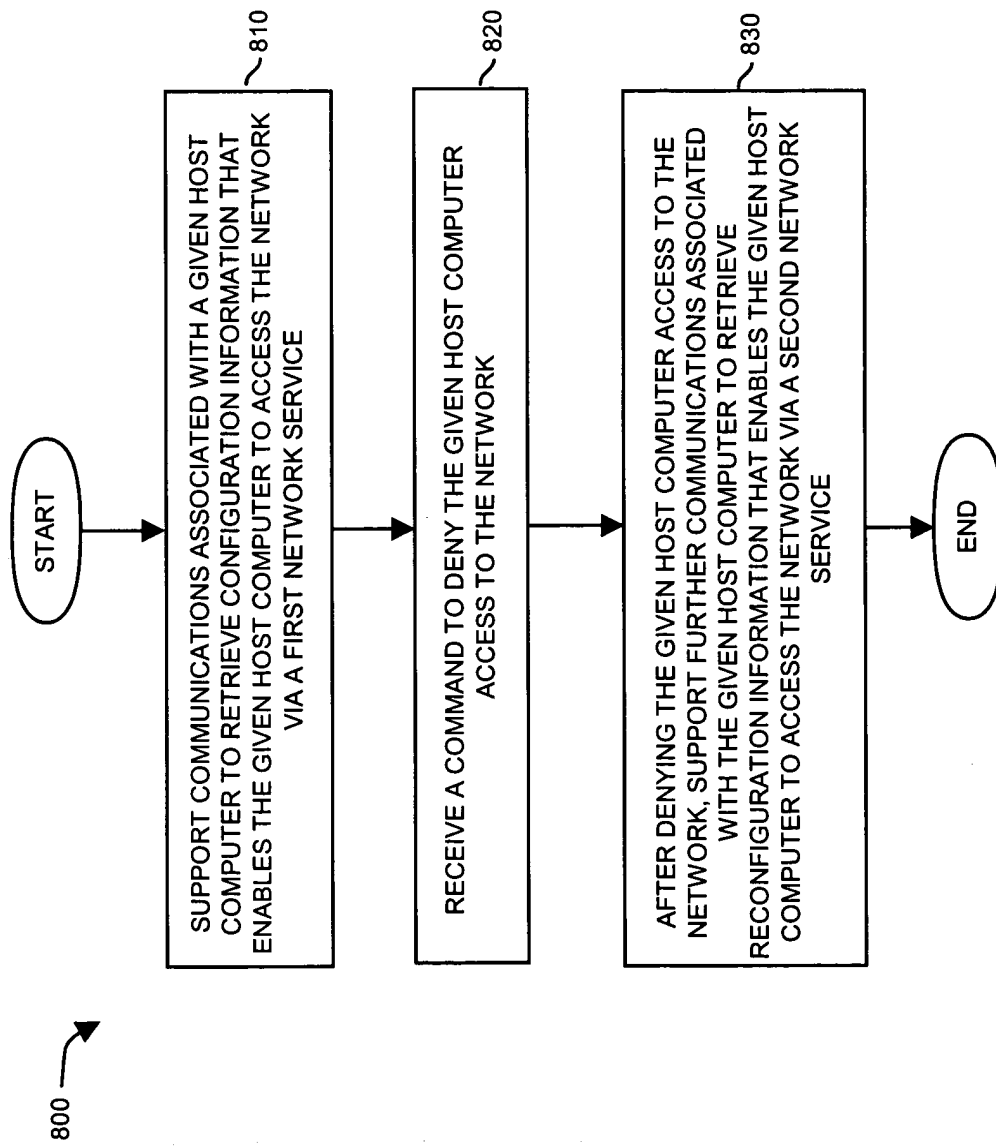 800
START
SUPPORT COMMUNICATIONS ASSOCIATED WITH A GIVEN HOST
COMPUTER TO RETRIEVE CONFIGURATION INFORMATION THAT
ENABLES THE GIVEN HOST COMPUTER TO ACCESS THE NETWORK
VIA A FIRST NETWORK SERVICE
810
RECEIVE A COMMAND TO DENY THE GIVEN HOST COMPUTER
ACCESS TO THE NETWORK
820
AFTER DENYING THE GIVEN HOST COMPUTER ACCESS TO THE
NETWORK, SUPPORT FURTHER COMMUNICATIONS ASSOCIATED
WITH THE GIVEN HOST COMPUTER TO RETRIEVE
RECONFIGURATION INFORMATION THAT ENABLES THE GIVEN HOST
COMPUTER TO ACCESS THE NETWORK VIA A SECOND NETWORK
SERVICE
830
END